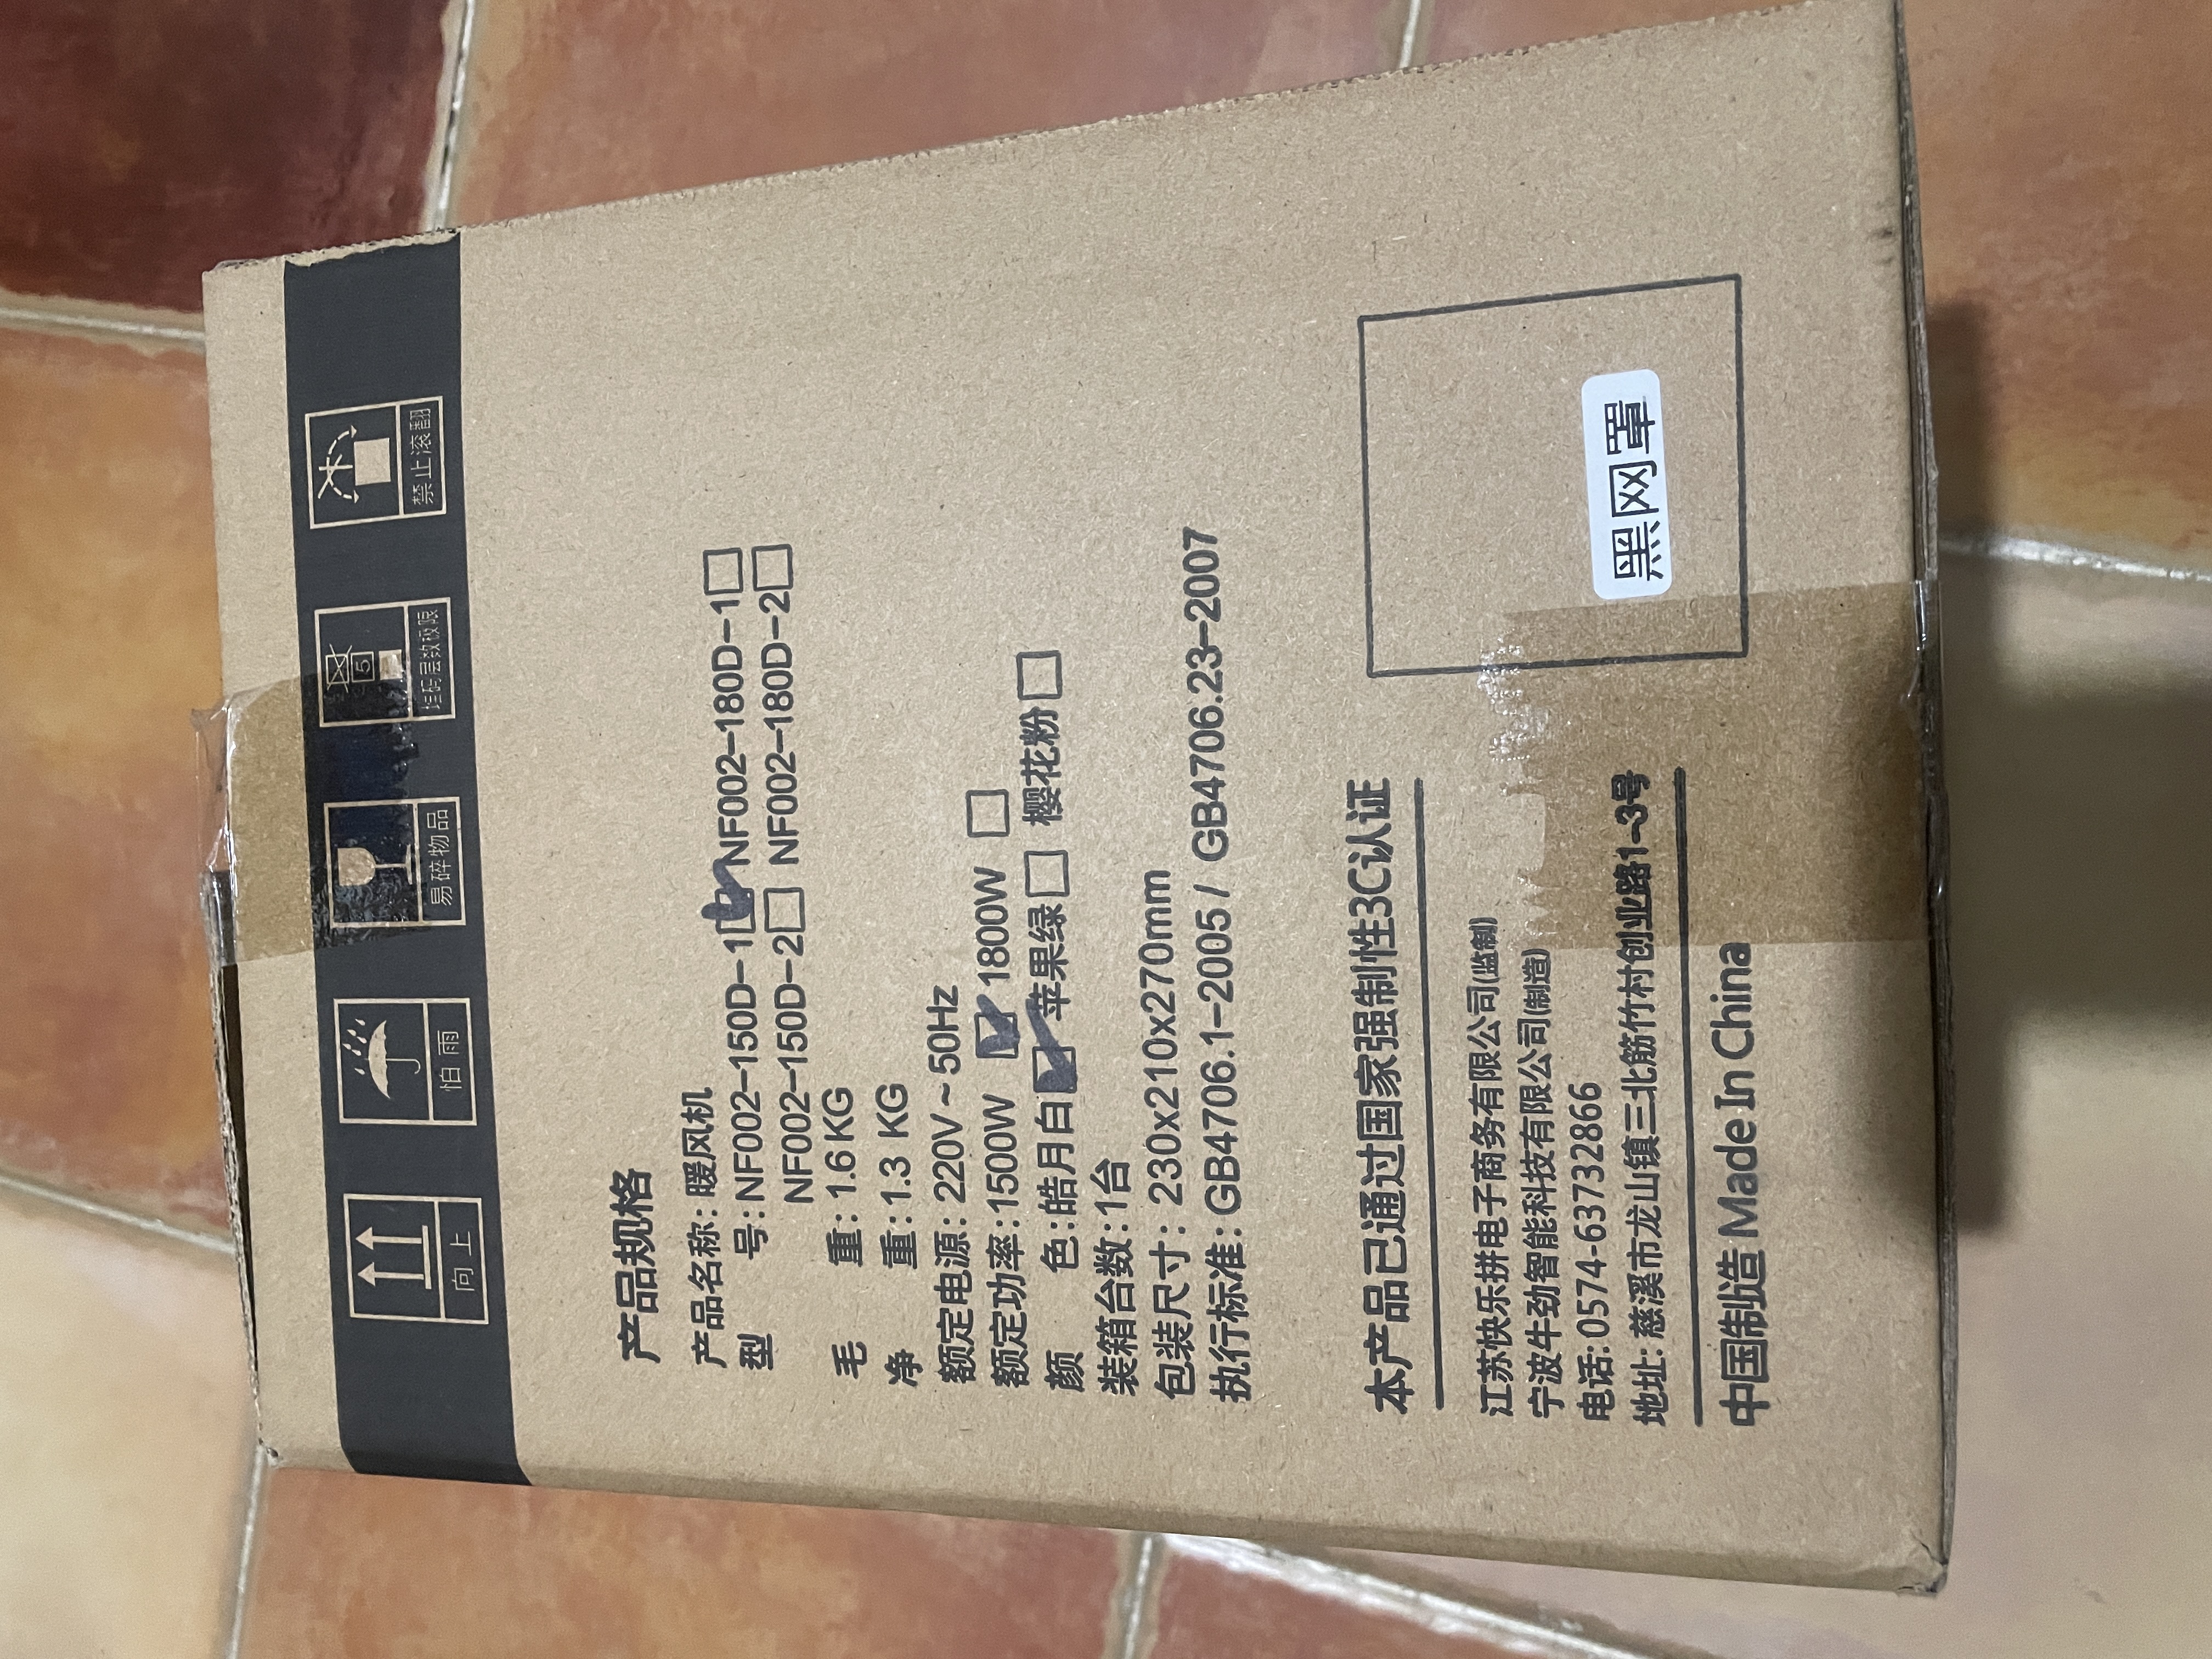 向上
怕雨
易碎物品
堆码层数极限
5
禁止滚翻
产品规格
产品名称：暖风机
型 号：NF002-150D-1☑NF002-180D-1□
NF002-150D-2□NF002-180D-2□
毛 重：1.6KG
净 重：1.3 KG
额定电源：220V~50Hz
额定功率：1500W ☑ 1800W □
颜 色：皓月白☑苹果绿□ 樱花粉□
装箱台数：1台
包装尺寸：230x210x270mm
执行标准：GB4706.1-2005 / GB4706.23-2007
本产品已通过国家强制性3C认证
江苏快乐拼电子商务有限公司(监制)
宁波牛劲智能科技有限公司(制造)
电话：0574-63732866
地址：慈溪市龙山镇三北筋竹村创业路1-3号
中国制造 Made In China
黑网罩